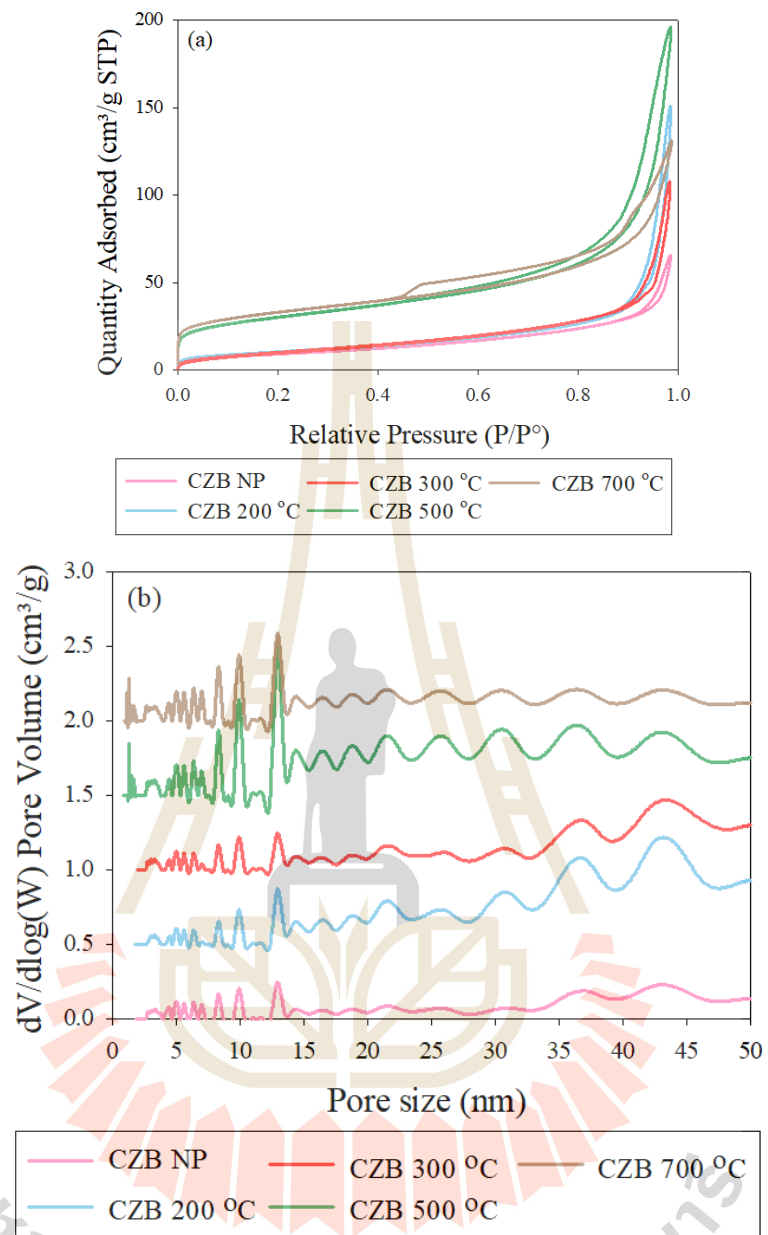 (a)
Quantity Adsorbed (cm³/g STP)
200
150
100
50
0
0.0 0.2 0.4 0.6 0.8 1.0
Relative Pressure (P/P°)
CZB NP CZB 300 °C CZB 700 °C
CZB 200 °C CZB 500 °C
(b)
dV/dlog(W) Pore Volume (cm³/g)
3.0
2.5
2.0
1.5
1.0
0.5
0.0
0 5 10 15 20 25 30 35 40 45 50
Pore size (nm)
CZB NP CZB 300 °C CZB 700 °C
CZB 200 °C CZB 500 °C